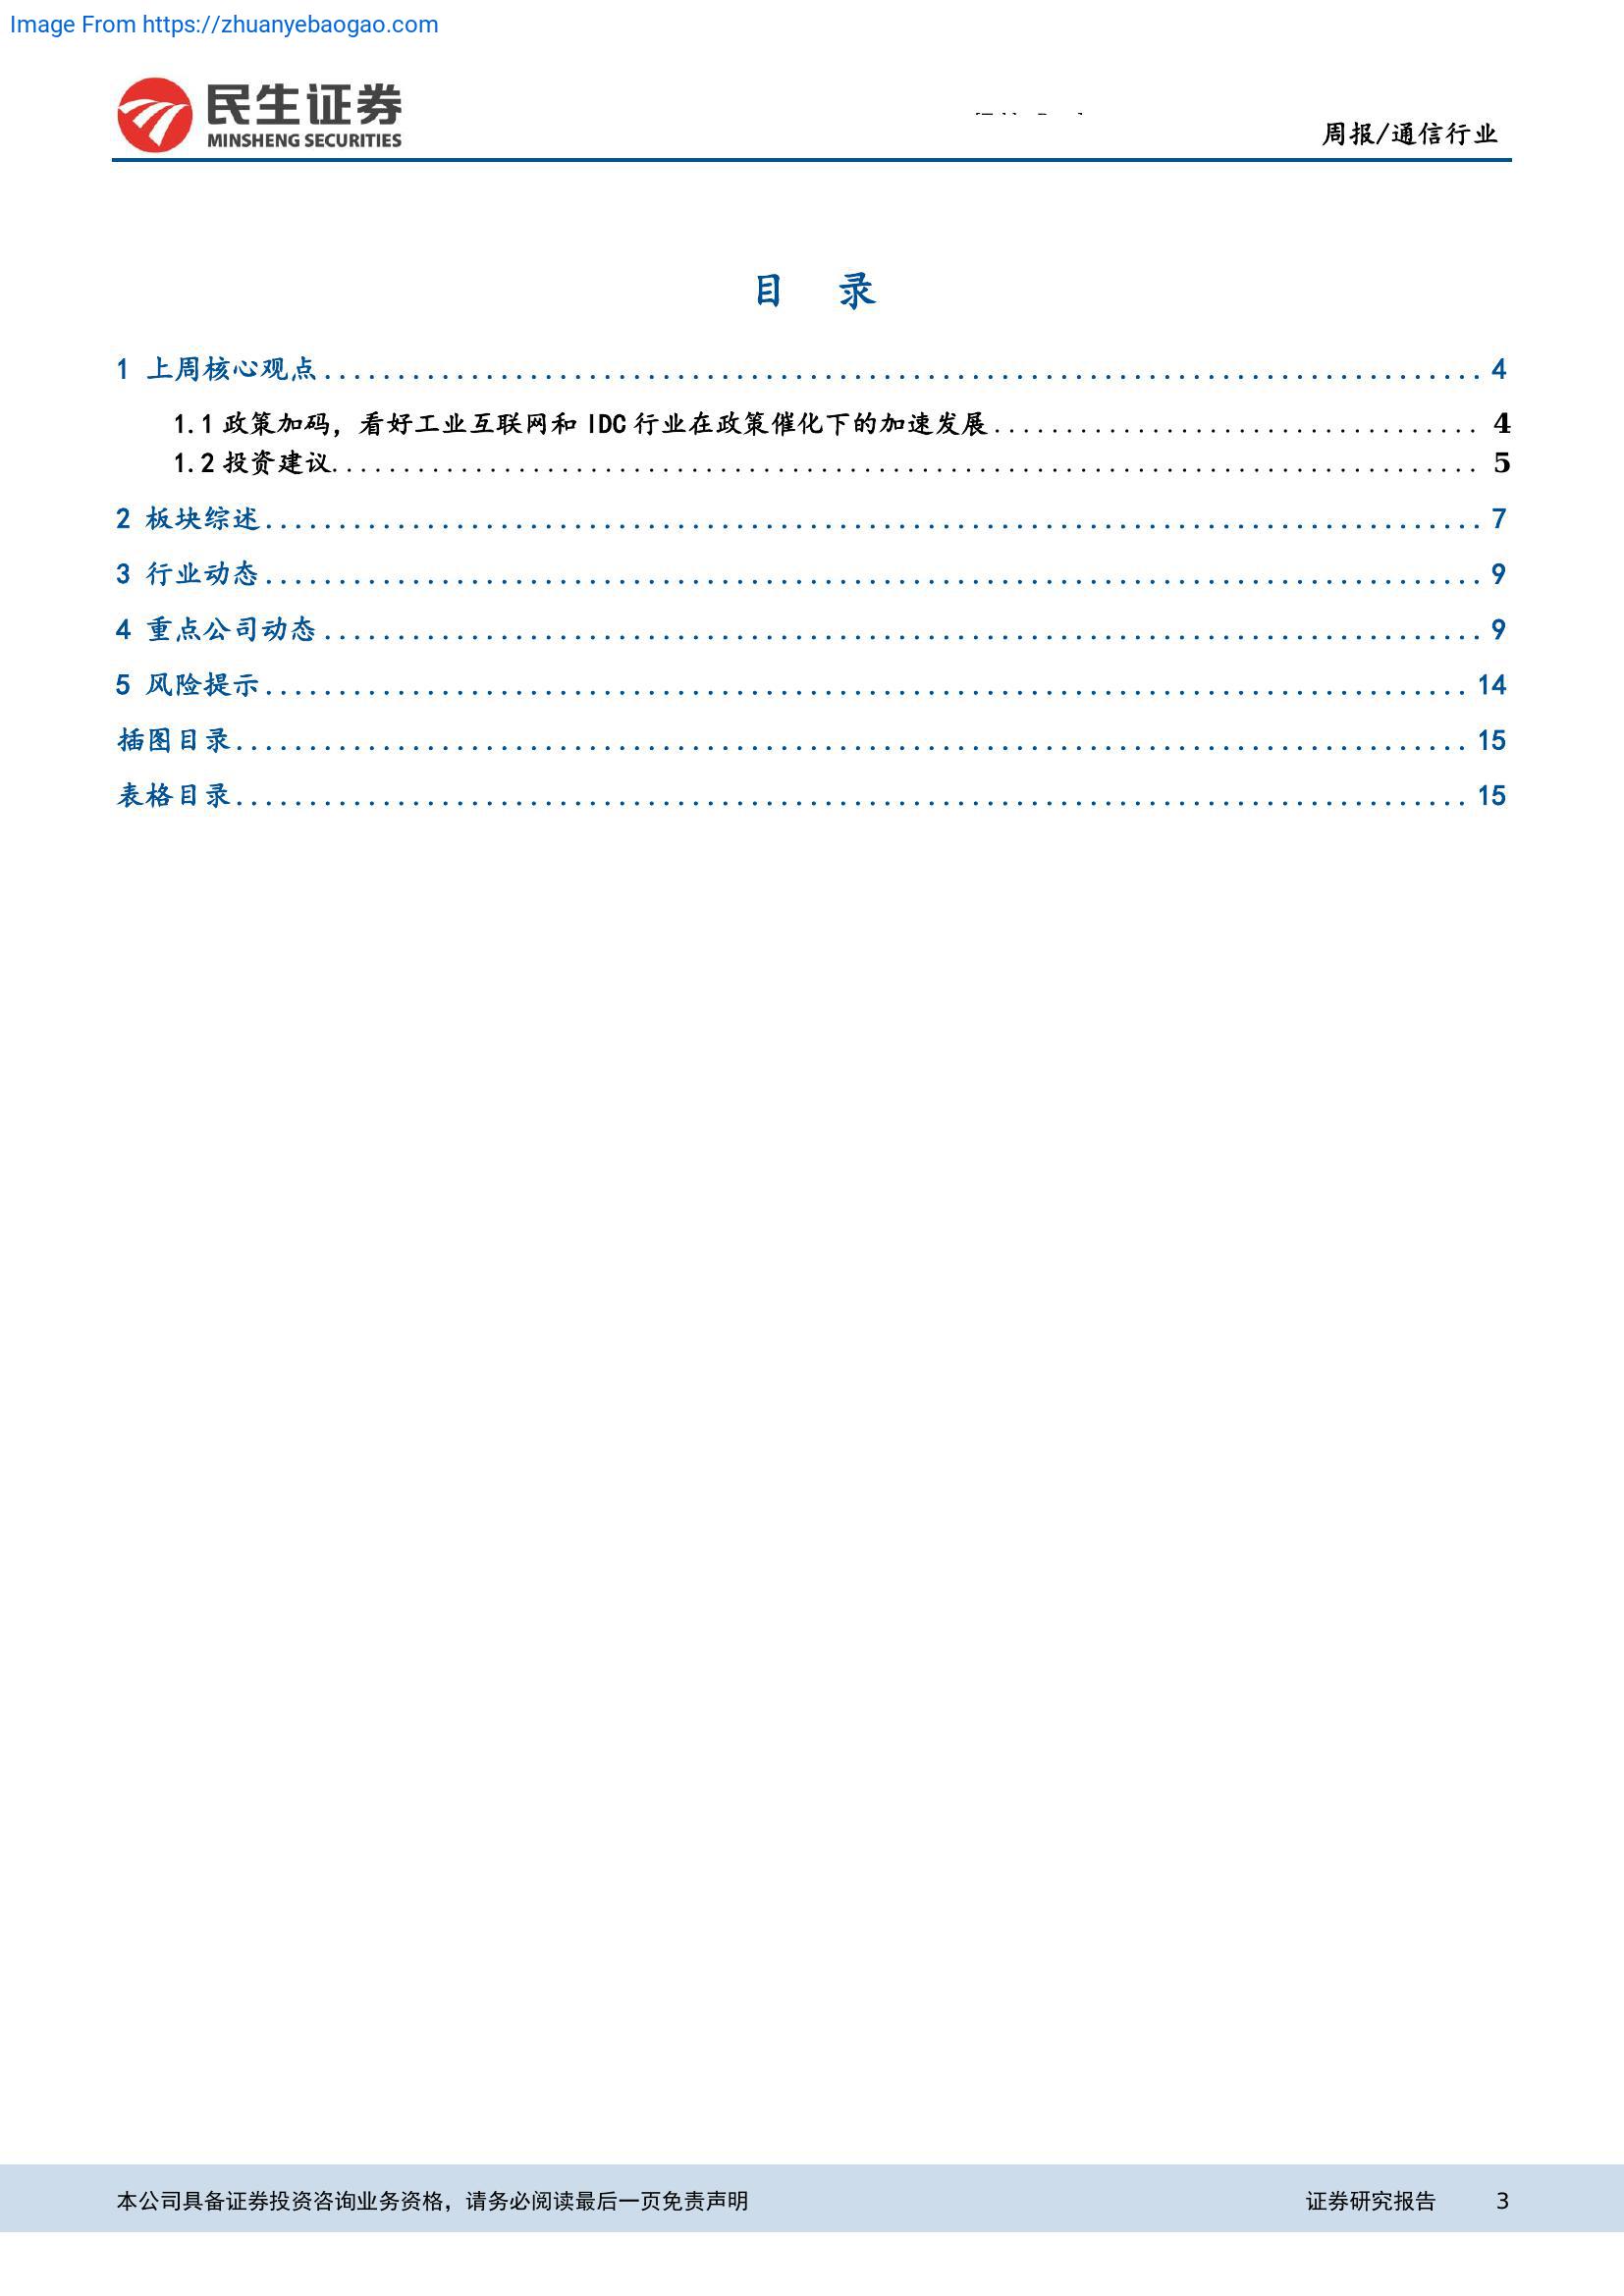 Image From https://zhuanyebaogao.com
民生证券
MINSHENG SECURITIES
周报/通信行业
目 录
1 上周核心观点 4
1.1 政策加码，看好工业互联网和 IDC 行业在政策催化下的加速发展 4
1.2 投资建议 5
2 板块综述 7
3 行业动态 9
4 重点公司动态 9
5 风险提示 14
插图目录 15
表格目录 15
本公司具备证券投资咨询业务资格，请务必阅读最后一页免责声明 证券研究报告 3